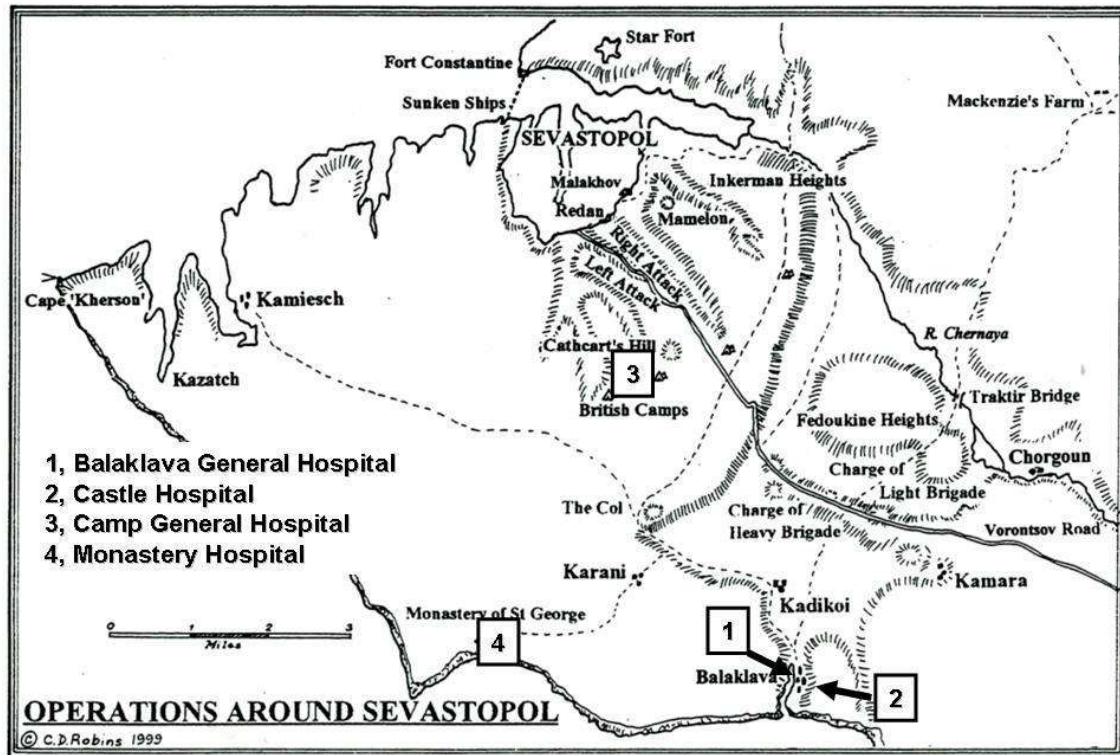 Star Fort
Fort Constantine
Sunken Ships
Mackenzie's Farm
SEVASTOPOL
Malakhov
Inkerman Heights
Redan
Mamelon
Right Attack
Left Attack
Cape 'Kherson'
Kamiesch
Kazatch
R. Chernaya
Cathcart's Hill
3
British Camps
Traktir Bridge
Fedoukine Heights
Chorgoun
Charge of
Light Brigade
1, Balaklava General Hospital
2, Castle Hospital
3, Camp General Hospital
4, Monastery Hospital
The Col
Charge of
Heavy Brigade
Vorontsov Road
Karani
Kamara
Kadikoi
Monastery of St George
0 1 2 3
Miles
4
1
Balaklava
2
OPERATIONS AROUND SEVASTOPOL
© C.D. Robins 1999